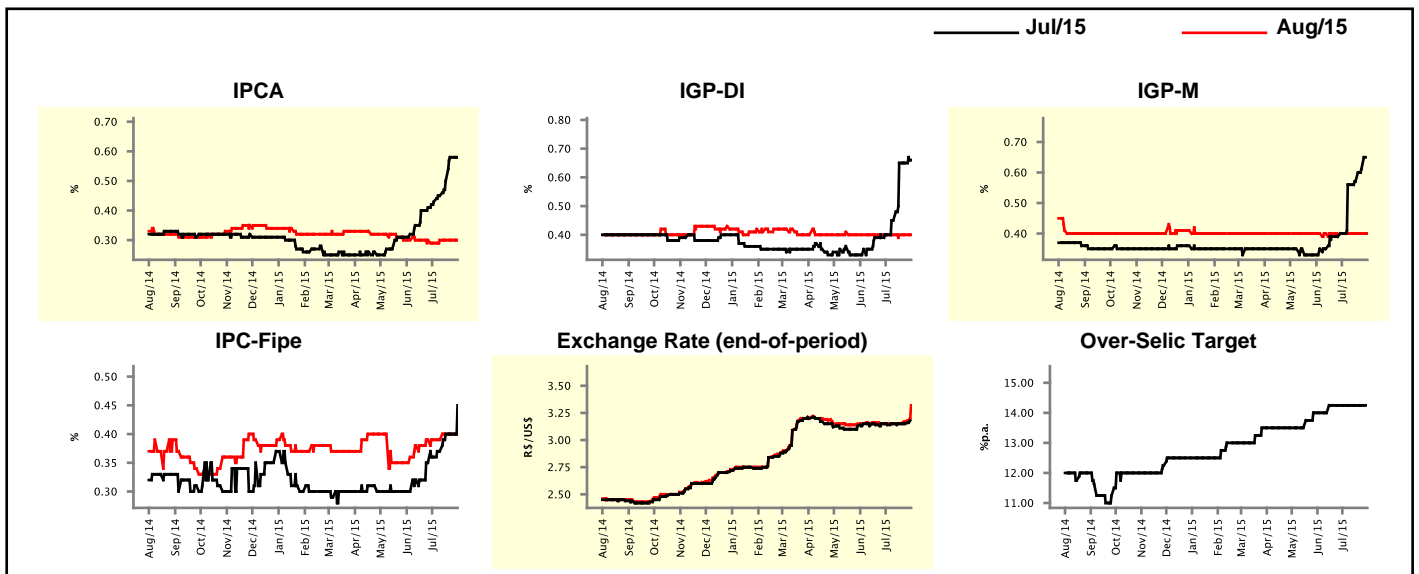 Jul/15
Aug/15
IPCA
%
0.70
0.60
0.50
0.40
0.30
Aug/14
Sep/14
Oct/14
Nov/14
Dec/14
Jan/15
Feb/15
Mar/15
Apr/15
May/15
Jun/15
Jul/15
IGP-DI
%
0.80
0.70
0.60
0.50
0.40
Aug/14
Sep/14
Oct/14
Nov/14
Dec/14
Jan/15
Feb/15
Mar/15
Apr/15
May/15
Jun/15
Jul/15
IGP-M
%
0.70
0.60
0.50
0.40
Aug/14
Sep/14
Oct/14
Nov/14
Dec/14
Jan/15
Feb/15
Mar/15
Apr/15
May/15
Jun/15
Jul/15
IPC-Fipe
%
0.50
0.45
0.40
0.35
0.30
Aug/14
Sep/14
Oct/14
Nov/14
Dec/14
Jan/15
Feb/15
Mar/15
Apr/15
May/15
Jun/15
Jul/15
Exchange Rate (end-of-period)
R$/US$
3.50
3.25
3.00
2.75
2.50
Aug/14
Sep/14
Oct/14
Nov/14
Dec/14
Jan/15
Feb/15
Mar/15
Apr/15
May/15
Jun/15
Jul/15
Over-Selic Target
%p.a.
15.00
14.00
13.00
12.00
11.00
Aug/14
Sep/14
Oct/14
Nov/14
Dec/14
Jan/15
Feb/15
Mar/15
Apr/15
May/15
Jun/15
Jul/15